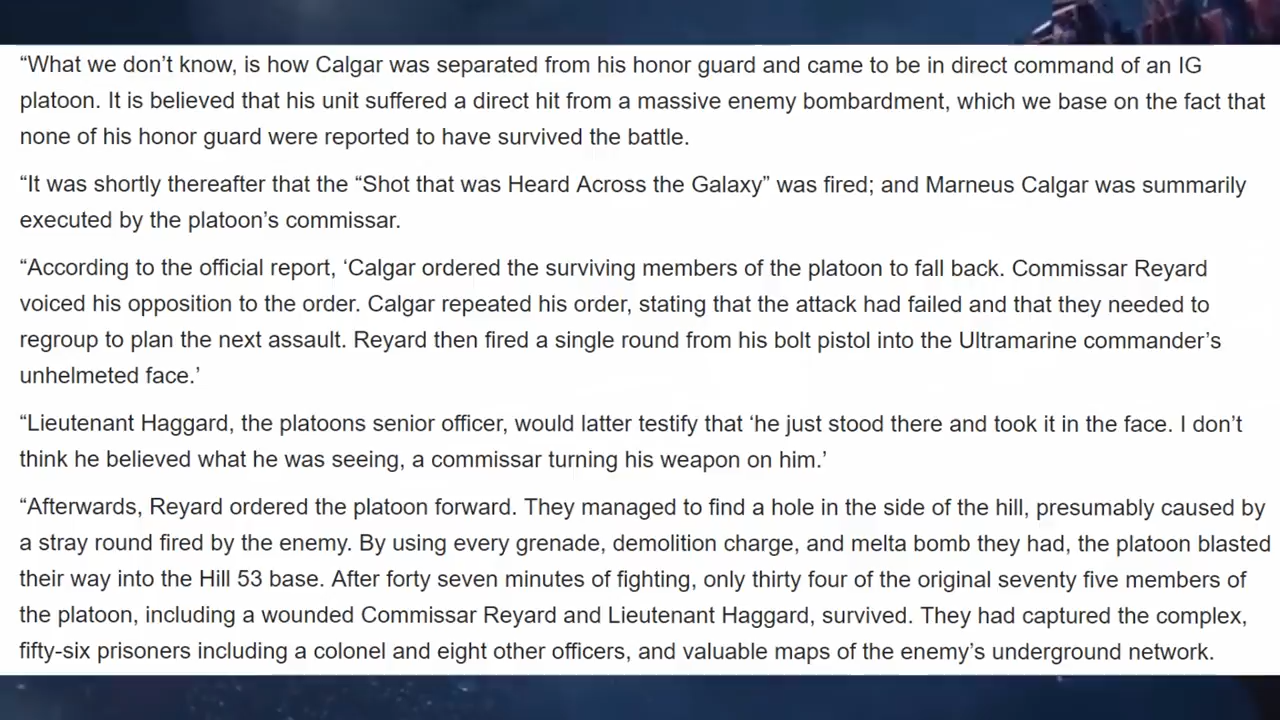 “What we don’t know, is how Calgar was separated from his honor guard and came to be in direct command of an IG
platoon. It is believed that his unit suffered a direct hit from a massive enemy bombardment, which we base on the fact that
none of his honor guard were reported to have survived the battle.
“It was shortly thereafter that the “Shot that was Heard Across the Galaxy” was fired; and Marneus Calgar was summarily
executed by the platoon’s commissar.
“According to the official report, ‘Calgar ordered the surviving members of the platoon to fall back. Commissar Reyard
voiced his opposition to the order. Calgar repeated his order, stating that the attack had failed and that they needed to
regroup to plan the next assault. Reyard then fired a single round from his bolt pistol into the Ultramarine commander’s
unhelmeted face.’
“Lieutenant Haggard, the platoons senior officer, would latter testify that ‘he just stood there and took it in the face. I don’t
think he believed what he was seeing, a commissar turning his weapon on him.’
“Afterwards, Reyard ordered the platoon forward. They managed to find a hole in the side of the hill, presumably caused by
a stray round fired by the enemy. By using every grenade, demolition charge, and melta bomb they had, the platoon blasted
their way into the Hill 53 base. After forty seven minutes of fighting, only thirty four of the original seventy five members of
the platoon, including a wounded Commissar Reyard and Lieutenant Haggard, survived. They had captured the complex,
fifty-six prisoners including a colonel and eight other officers, and valuable maps of the enemy’s underground network.